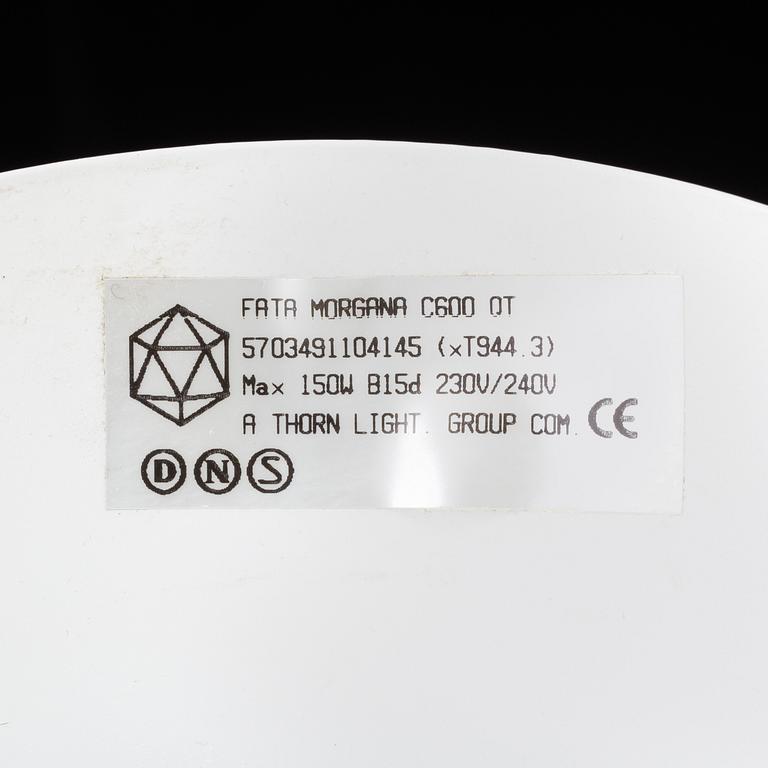 FATA MORGANA C600 QT
5703491104145 (xT944.3)
Max 150W B15d 230V/240V
A THORN LIGHT. GROUP COM. CE
D N S